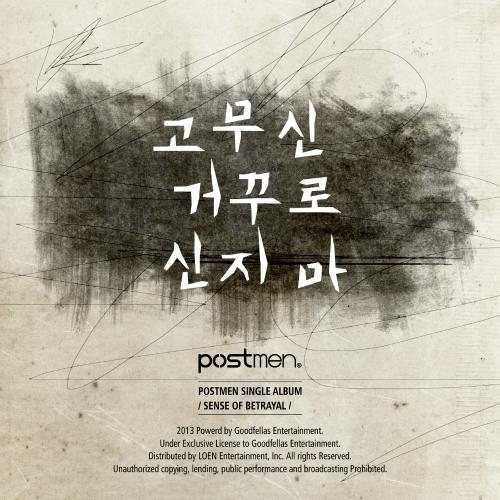 고무신
거꾸로
신지 마
postmen®
POSTMEN SINGLE ALBUM
/ SENSE OF BETRAYAL /
2013 Powerd by Goodfellas Entertainment.
Under Exclusive License to Goodfellas Entertainment.
Distributed by LOEN Entertainment, Inc. All rights Reserved.
Unauthorized copying, lending, public performance and broadcasting Prohibited.